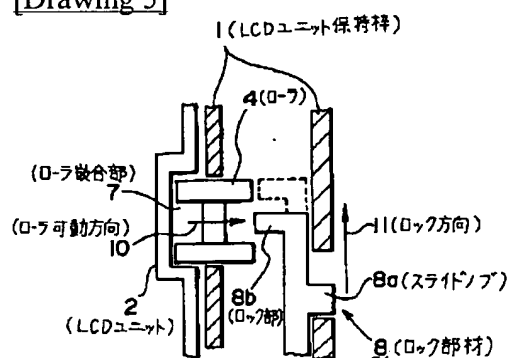 [Drawing 5]
1(LCDユニット保持枠)
4(ローラ)
(ローラ嵌合部)
7
(ローラ可動方向)
10
11(ロック方向)
2
(LCDユニット)
8b
(ロック部)
8a(スライドノブ)
8(ロック部材)